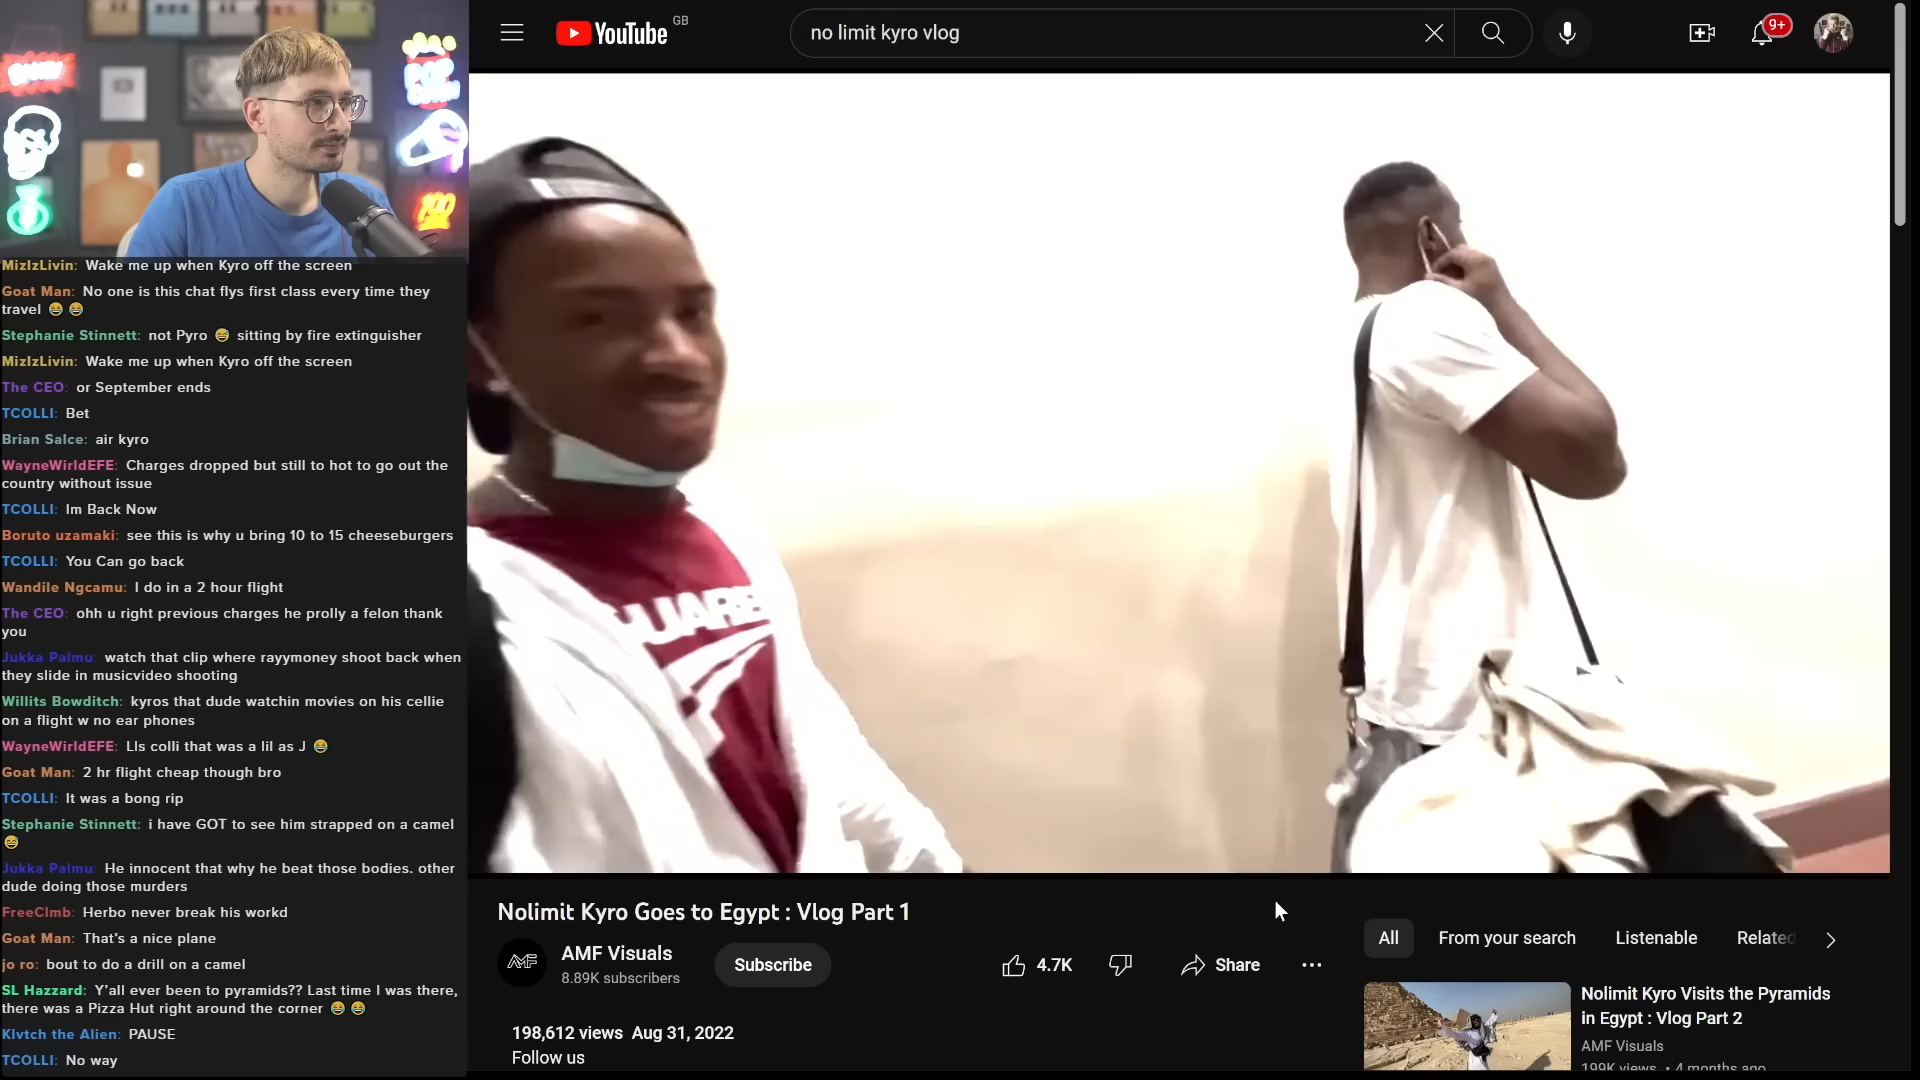 YouTube GB
no limit kyro vlog
9+
MizIzLivin: Wake me up when Kyro off the screen
Goat Man: No one is this chat flys first class every time they
travel 😂 😂
Stephanie Stinnett: not Pyro 😅 sitting by fire extinguisher
MizIzLivin: Wake me up when Kyro off the screen
The CEO: or September ends
TCOLLI: Bet
Brian Salce: air kyro
WayneWirldEFE: Charges dropped but still to hot to go out the
country without issue
TCOLLI: Im Back Now
Boruto uzamaki: see this is why u bring 10 to 15 cheeseburgers
TCOLLI: You Can go back
Wandile Ngcamu: I do in a 2 hour flight
The CEO: ohh u right previous charges he prolly a felon thank
you
Jukka Palmu: watch that clip where rayymoney shoot back when
they slide in musicvideo shooting
Willits Bowditch: kyros that dude watchin movies on his cellie
on a flight w no ear phones
WayneWirldEFE: Lls colli that was a lil as J 😂
Goat Man: 2 hr flight cheap though bro
TCOLLI: It was a bong rip
Stephanie Stinnett: i have GOT to see him strapped on a camel
😅
Jukka Palmu: He innocent that why he beat those bodies. other
dude doing those murders
FreeClmb: Herbo never break his workd
Goat Man: That's a nice plane
jo ro: bout to do a drill on a camel
SL Hazzard: Y'all ever been to pyramids?? Last time I was there,
there was a Pizza Hut right around the corner 😂 😂
Klvtch the Alien: PAUSE
TCOLLI: No way
100
Nolimit Kyro Goes to Egypt : Vlog Part 1
AMF
AMF Visuals
8.89K subscribers
Subscribe
4.7K
Share
198,612 views Aug 31, 2022
Follow us
All
From your search
Listenable
Related
Nolimit Kyro Visits the Pyramids
in Egypt : Vlog Part 2
AMF Visuals
199K views • 4 months ago